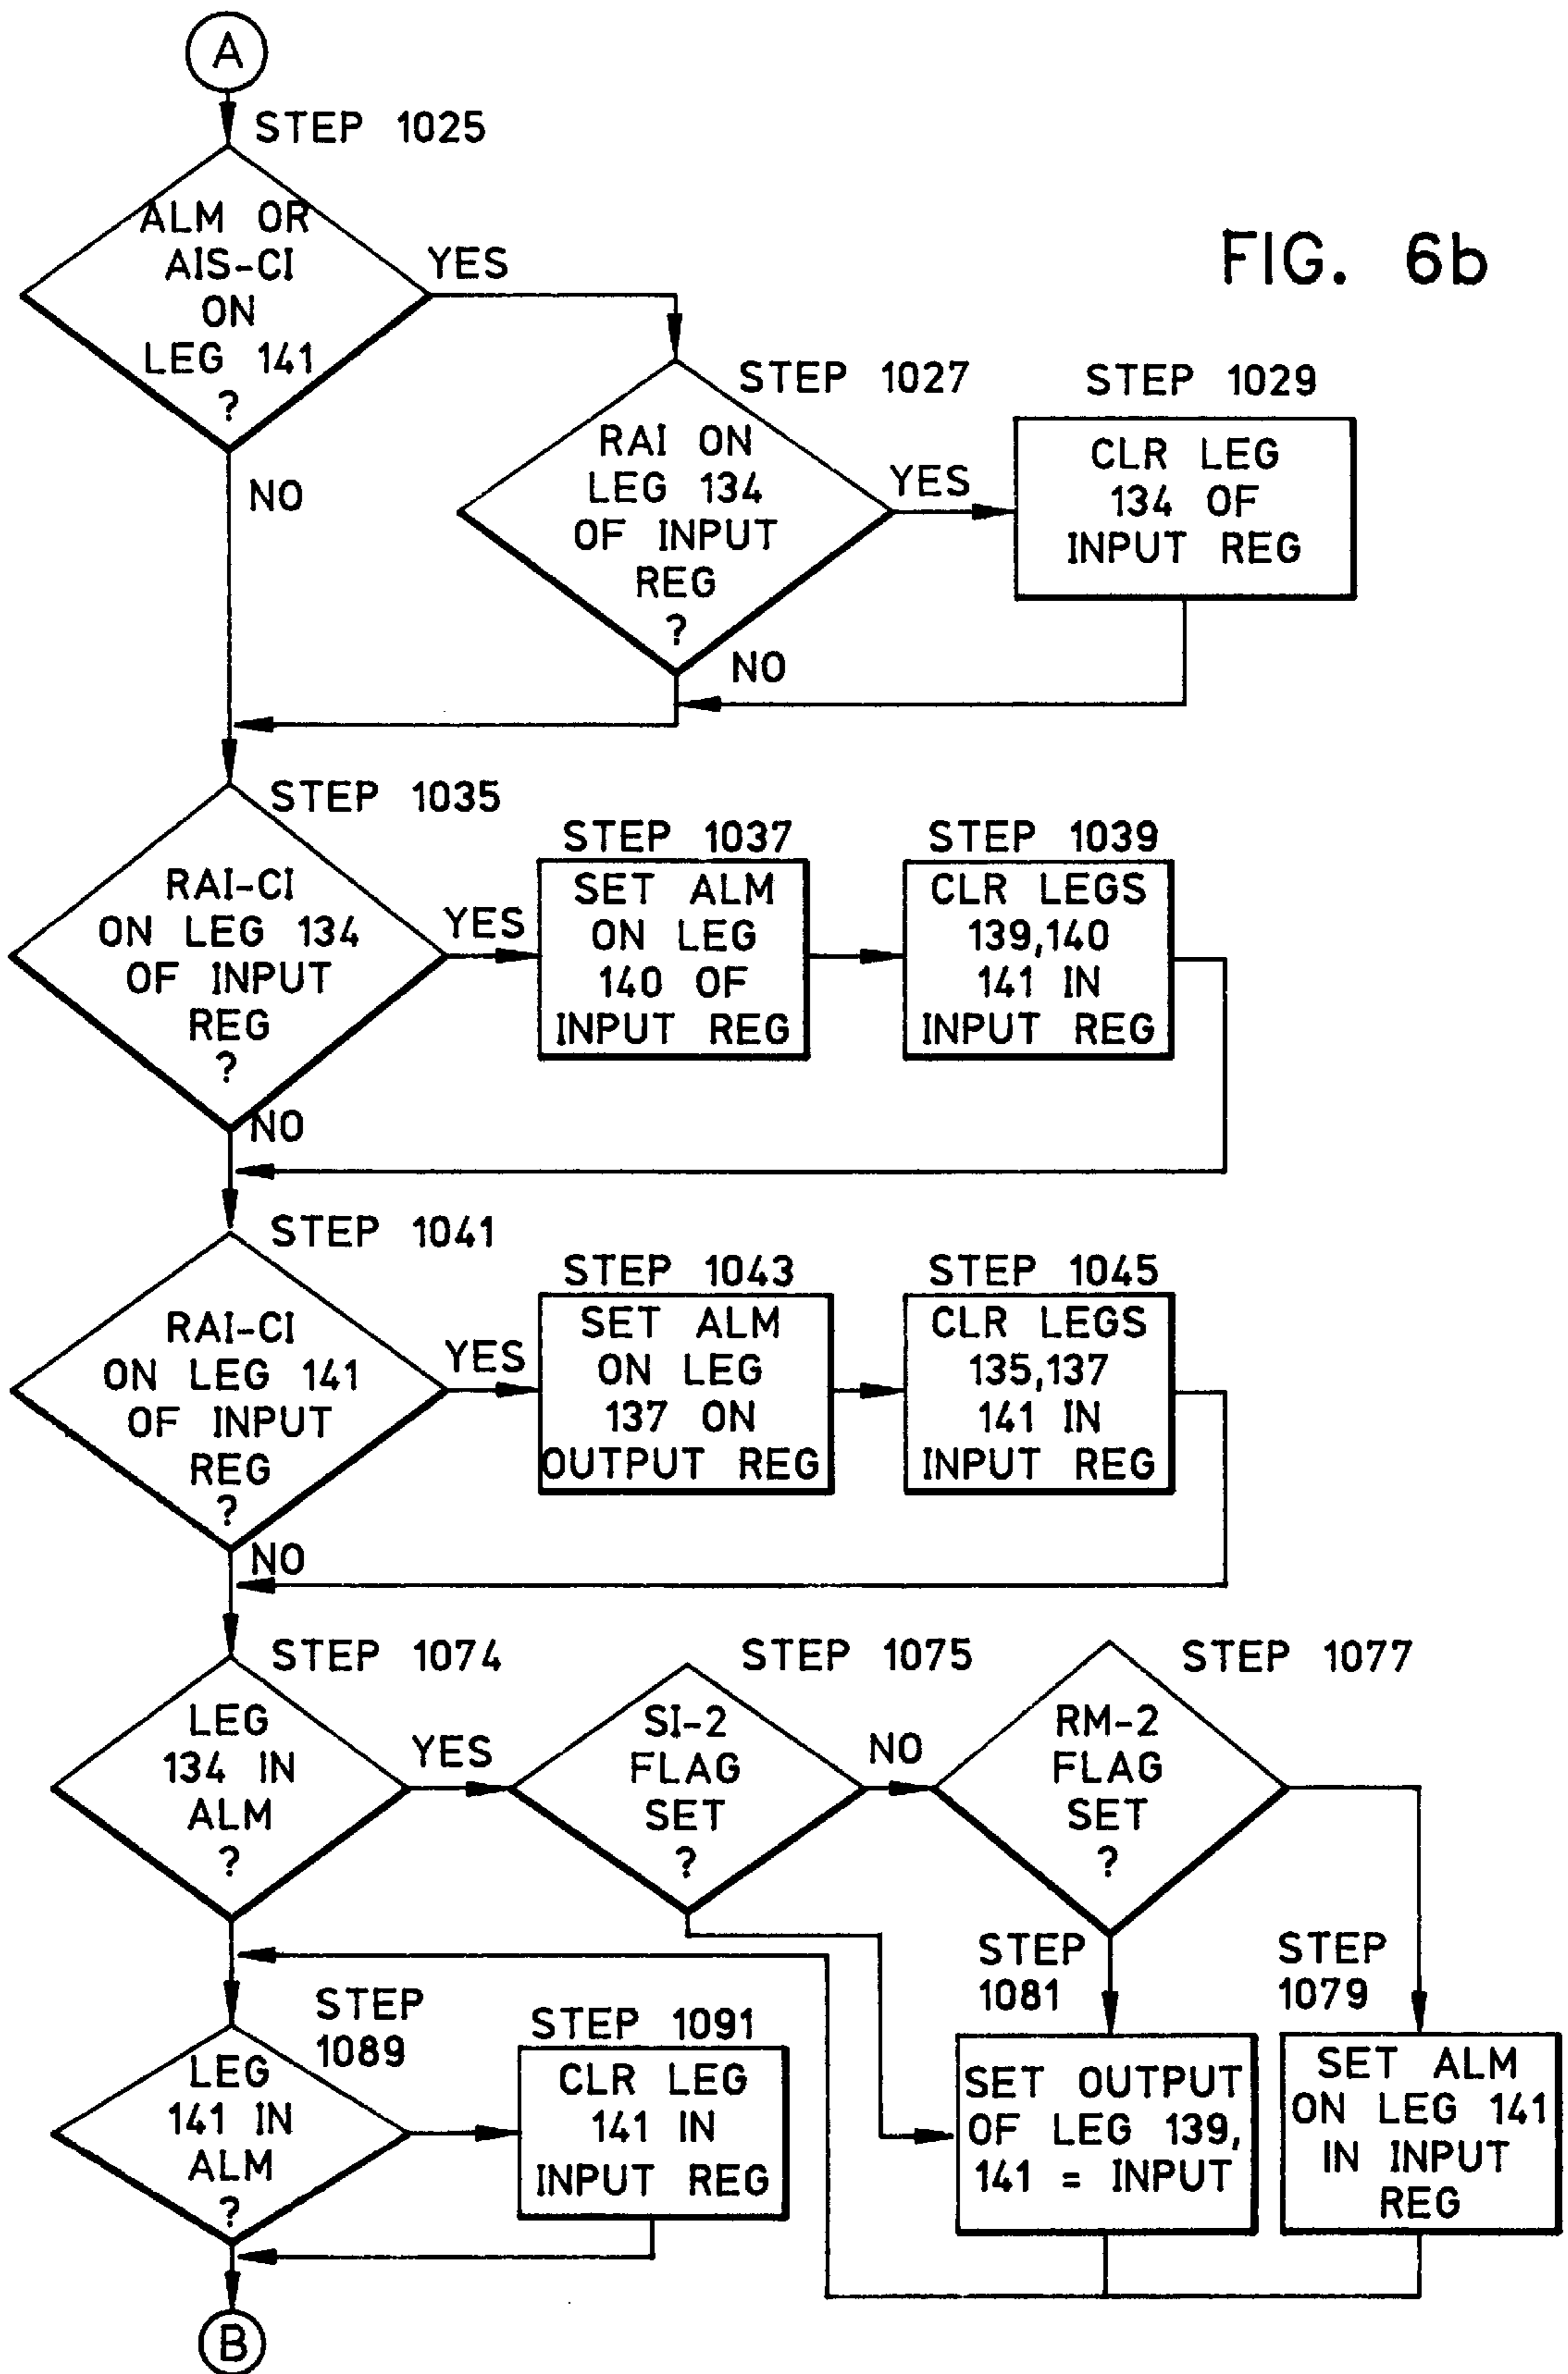 A
STEP 1025
ALM OR
AIS-CI
ON
LEG 141
?
YES
NO
FIG. 6b
STEP 1027
RAI ON
LEG 134
OF INPUT
REG
?
YES
NO
STEP 1029
CLR LEG
134 OF
INPUT REG
STEP 1035
RAI-CI
ON LEG 134
OF INPUT
REG
?
YES
NO
STEP 1037
SET ALM
ON LEG
140 OF
INPUT REG
STEP 1039
CLR LEGS
139,140
141 IN
INPUT REG
STEP 1041
RAI-CI
ON LEG 141
OF INPUT
REG
?
YES
NO
STEP 1043
SET ALM
ON LEG
137 ON
OUTPUT REG
STEP 1045
CLR LEGS
135,137
141 IN
INPUT REG
STEP 1074
LEG
134 IN
ALM
?
YES
STEP 1075
SI-2
FLAG
SET
?
NO
STEP 1077
RM-2
FLAG
SET
?
STEP
1081
SET OUTPUT
OF LEG 139,
141 = INPUT
STEP
1079
SET ALM
ON LEG 141
IN INPUT
REG
STEP
1089
LEG
141 IN
ALM
?
STEP 1091
CLR LEG
141 IN
INPUT REG
B